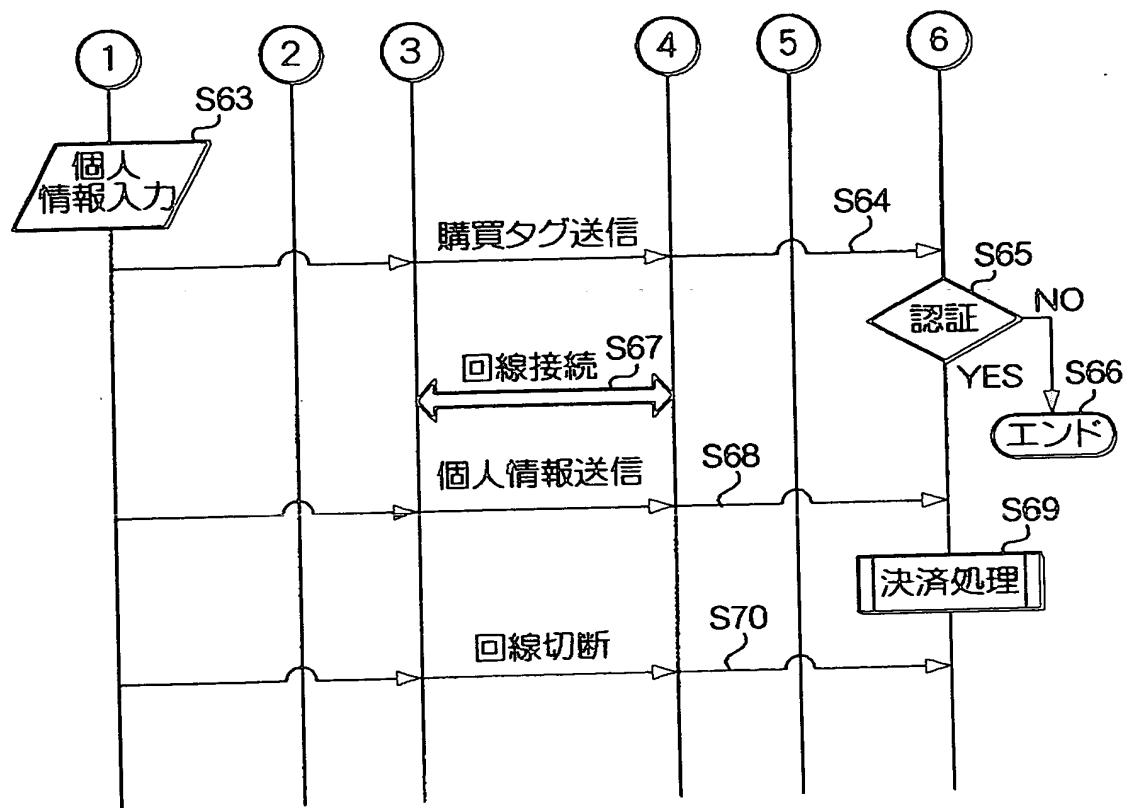 1
2
3
4
5
6
S63
個人
情報入力
購買タグ送信
S64
S65
認証
NO
YES
S66
エンド
回線接続
S67
個人情報送信
S68
S69
決済処理
回線切断
S70